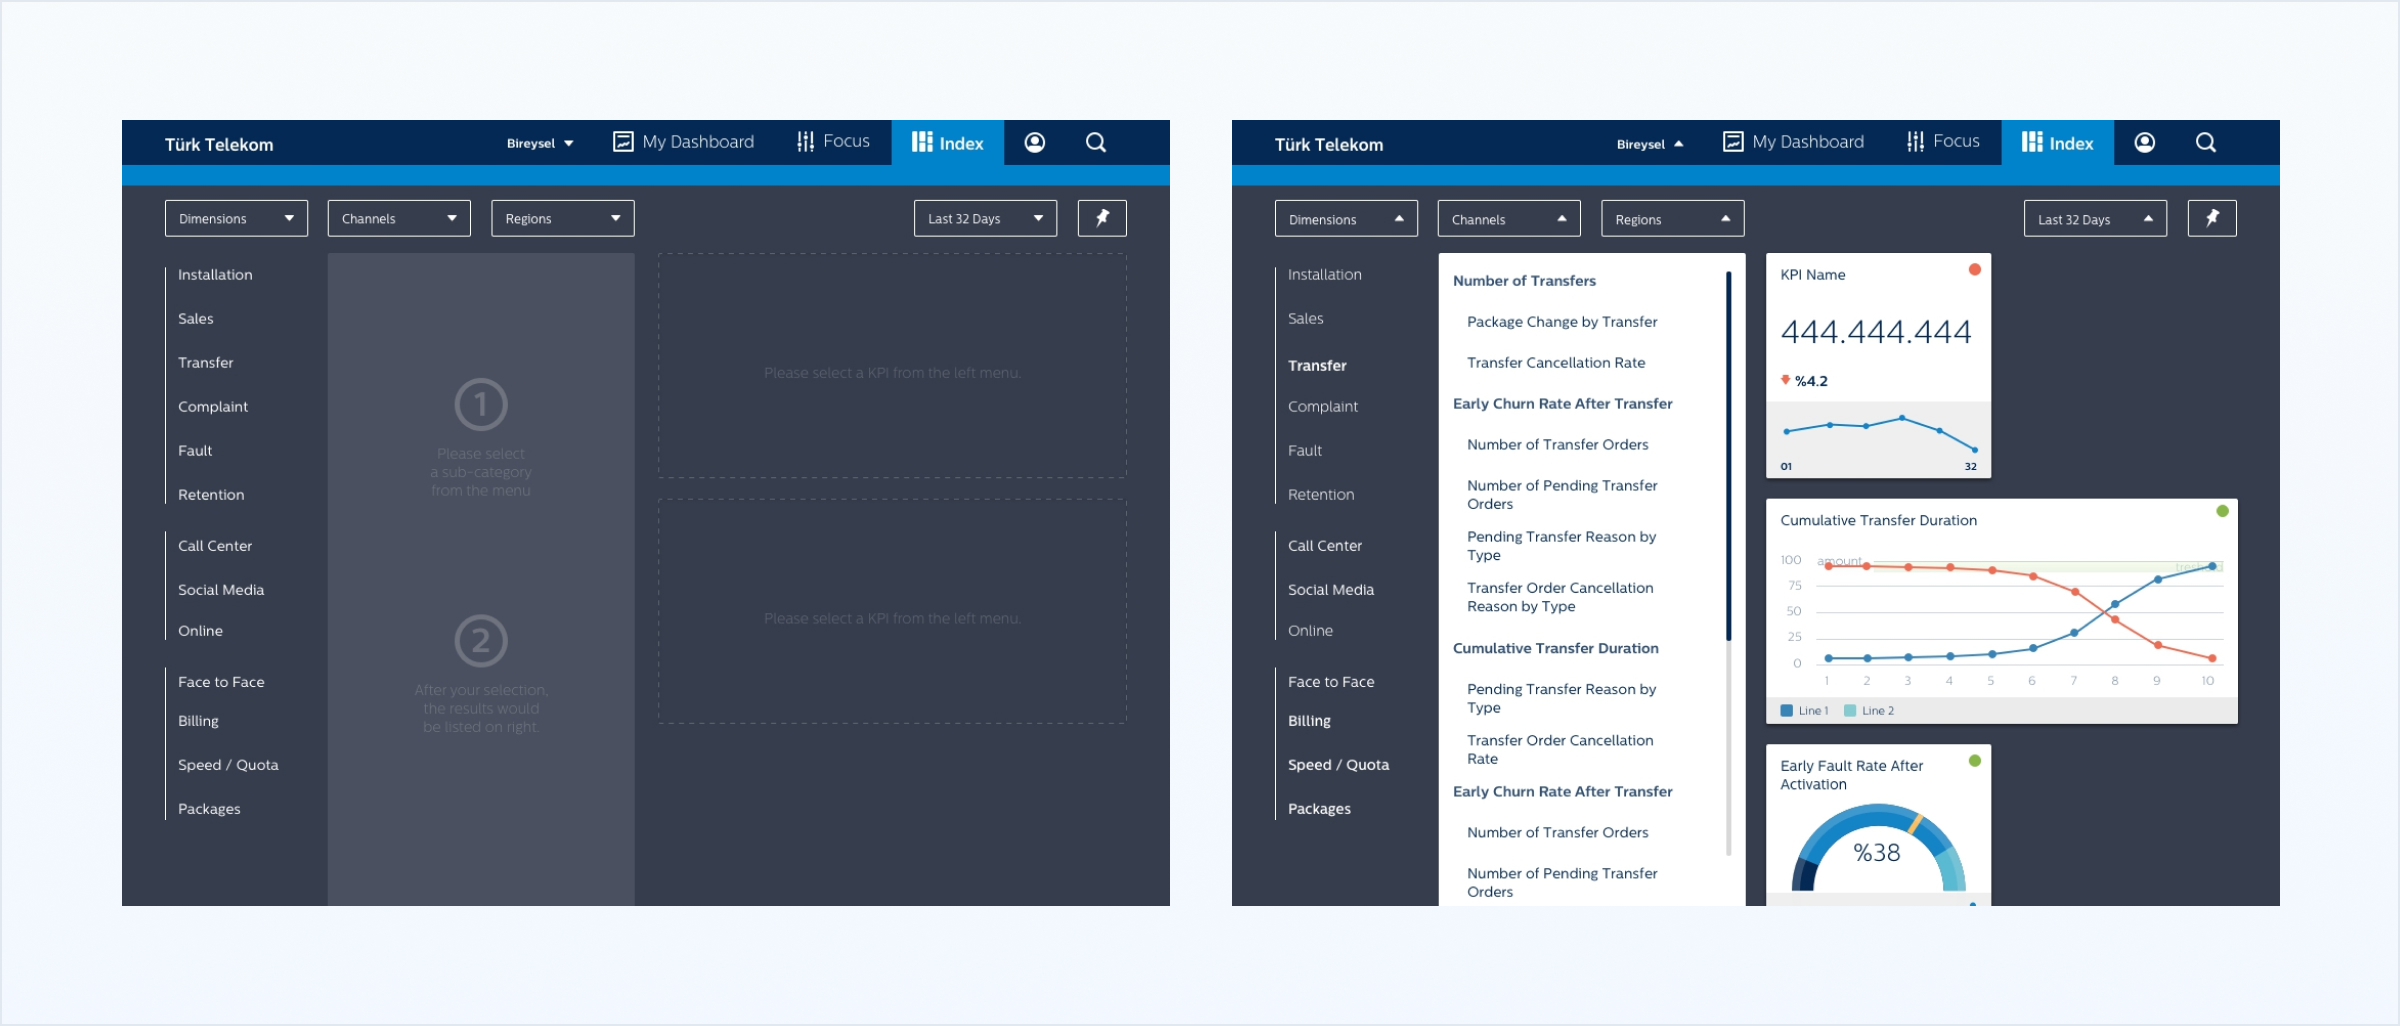 Türk Telekom
Bireysel
My Dashboard
Focus
Index
Dimensions
Channels
Regions
Last 32 Days
Installation
Sales
Transfer
Complaint
Fault
Retention
Call Center
Social Media
Online
Face to Face
Billing
Speed / Quota
Packages
1
Please select
a sub-category
from the menu
2
After your selection,
the results would
be listed on right.
Please select a KPI from the left menu.
Please select a KPI from the left menu.
Türk Telekom
Bireysel
My Dashboard
Focus
Index
Dimensions
Channels
Regions
Last 32 Days
Installation
Sales
Transfer
Complaint
Fault
Retention
Call Center
Social Media
Online
Face to Face
Billing
Speed / Quota
Packages
Number of Transfers
Package Change by Transfer
Transfer Cancellation Rate
Early Churn Rate After Transfer
Number of Transfer Orders
Number of Pending Transfer
Orders
Pending Transfer Reason by
Type
Transfer Order Cancellation
Reason by Type
Cumulative Transfer Duration
Pending Transfer Reason by
Type
Transfer Order Cancellation
Rate
Early Churn Rate After Transfer
Number of Transfer Orders
Number of Pending Transfer
Orders
KPI Name
444.444.444
%4.2
01 32
Cumulative Transfer Duration
100
amount
75
50
25
0
1 2 3 4 5 6 7 8 9 10
Line 1 Line 2
Early Fault Rate After
Activation
%38